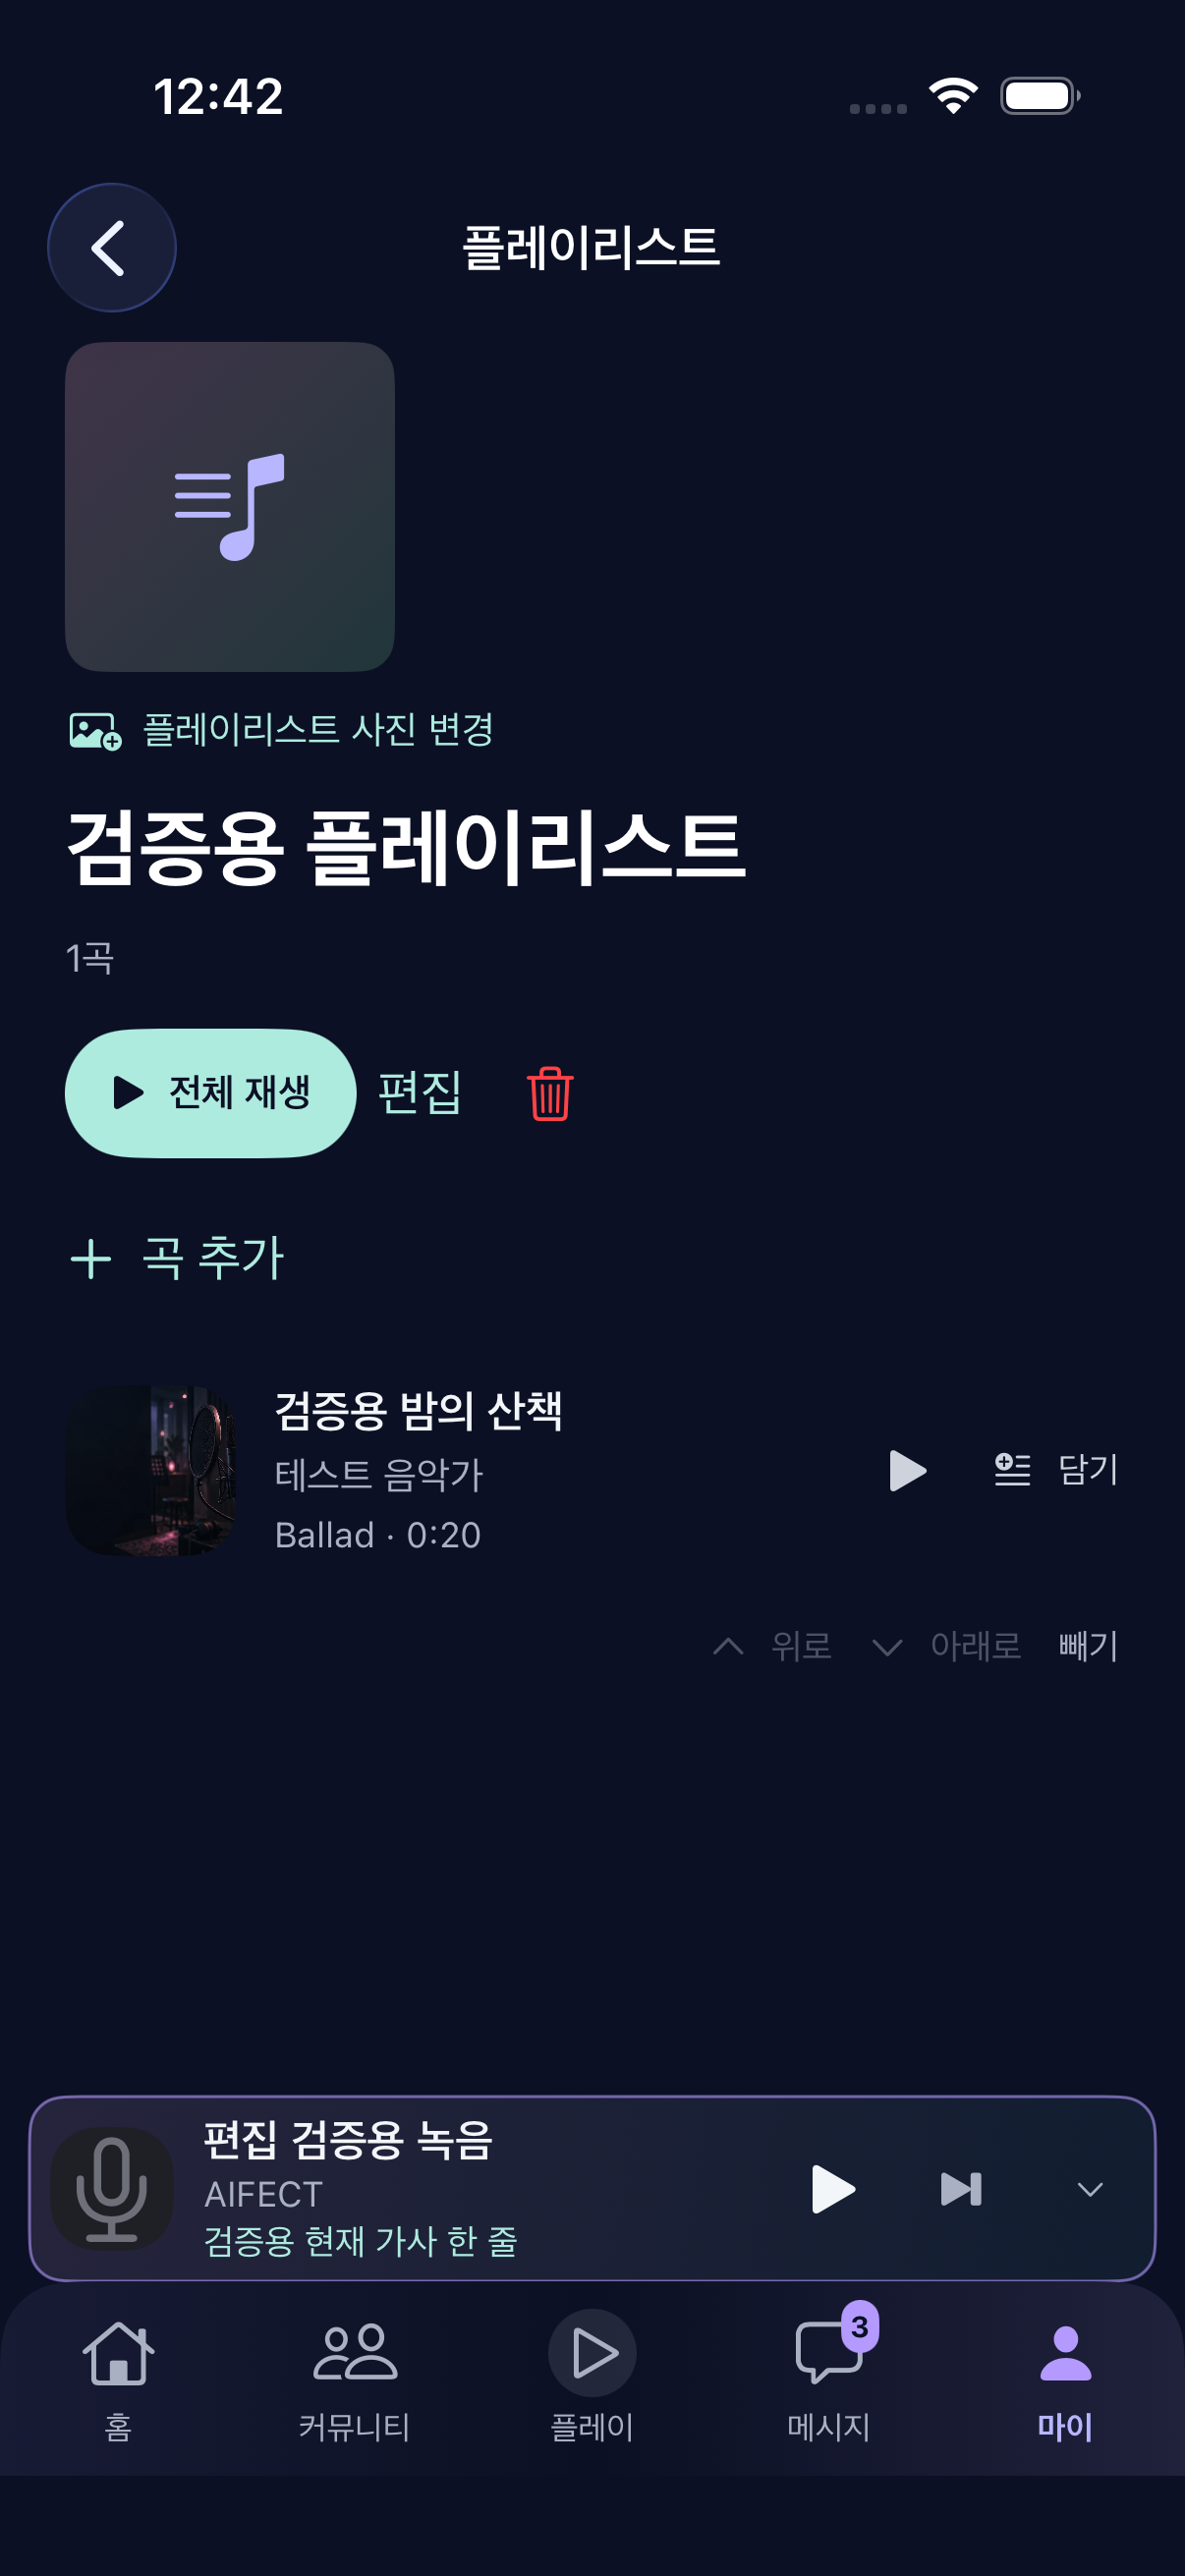 12:42
플레이리스트
플레이리스트 사진 변경
검증용 플레이리스트
1곡
전체 재생 편집
곡 추가
검증용 밤의 산책
테스트 음악가
Ballad · 0:20
담기
위로 아래로 빼기
편집 검증용 녹음
AIFECT
검증용 현재 가사 한 줄
3
홈 커뮤니티 플레이 메시지 마이